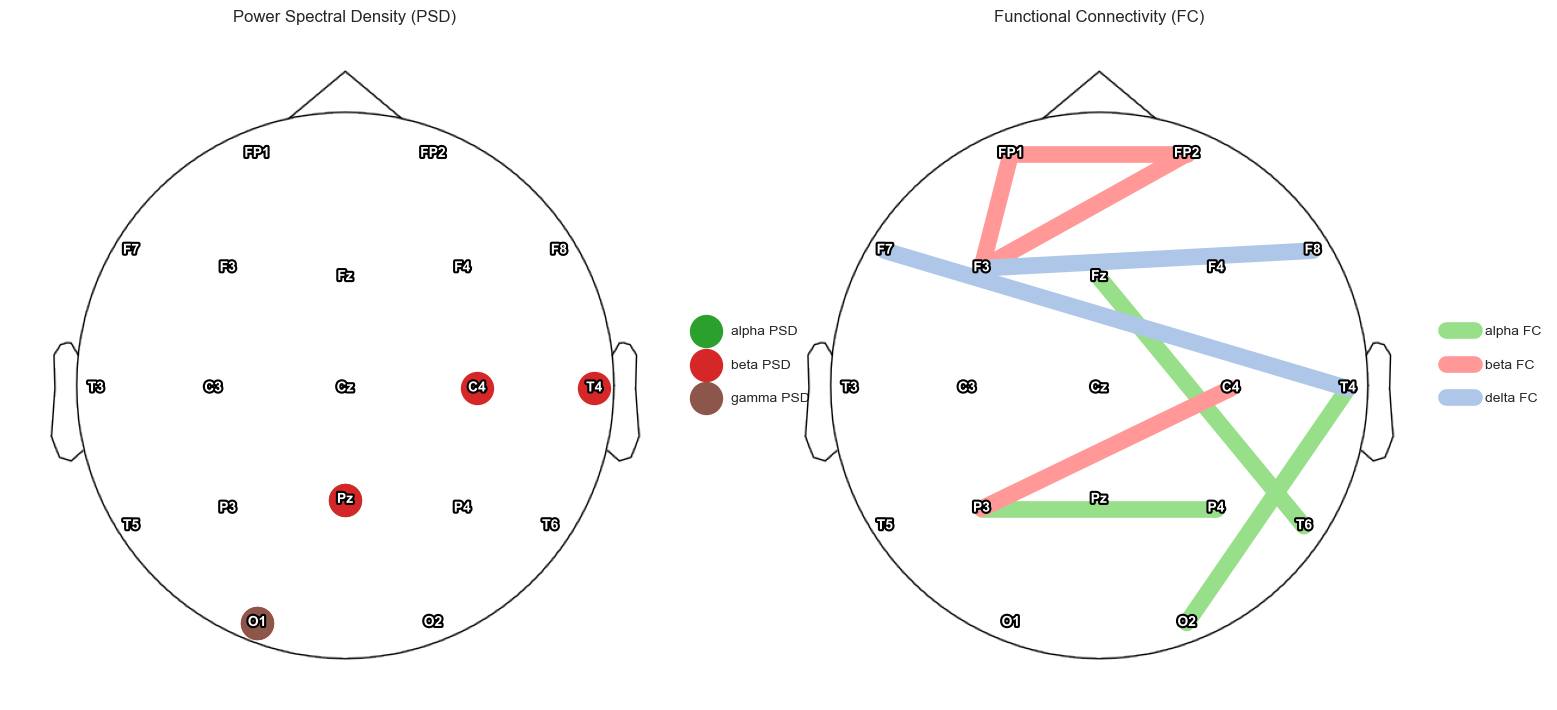 Power Spectral Density (PSD)
FP1 FP2
F7 F8
F3 Fz F4
T3 C3 Cz C4 T4
P3 Pz P4
T5 T6
O1 O2
alpha PSD
beta PSD
gamma PSD
Functional Connectivity (FC)
FP1 FP2
F7 F8
F3 Fz F4
T3 C3 Cz C4 T4
P3 Pz P4
T5 T6
O1 O2
alpha FC
beta FC
delta FC